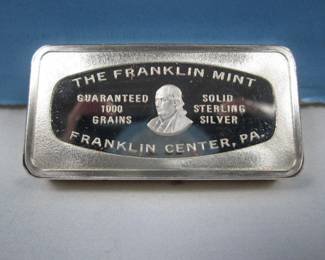 THE FRANKLIN MINT
GUARANTEED SOLID
1000 STERLING
GRAINS SILVER
FRANKLIN CENTER, PA.